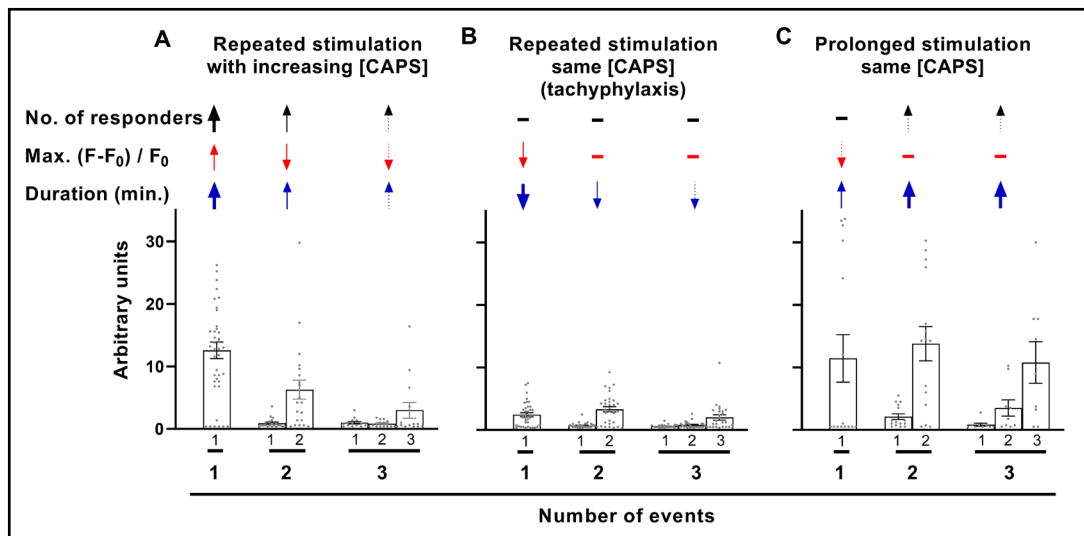 A
Repeated stimulation
with increasing [CAPS]
B
Repeated stimulation
same [CAPS]
(tachyphylaxis)
C
Prolonged stimulation
same [CAPS]
No. of responders
Max. (F-F₀) / F₀
Duration (min.)
Arbitrary units
30
20
10
0
1 1 2 1 2 3 1 1 2 1 2 3 1 1 2 1 2 3
1 2 3 1 2 3 1 2 3
Number of events